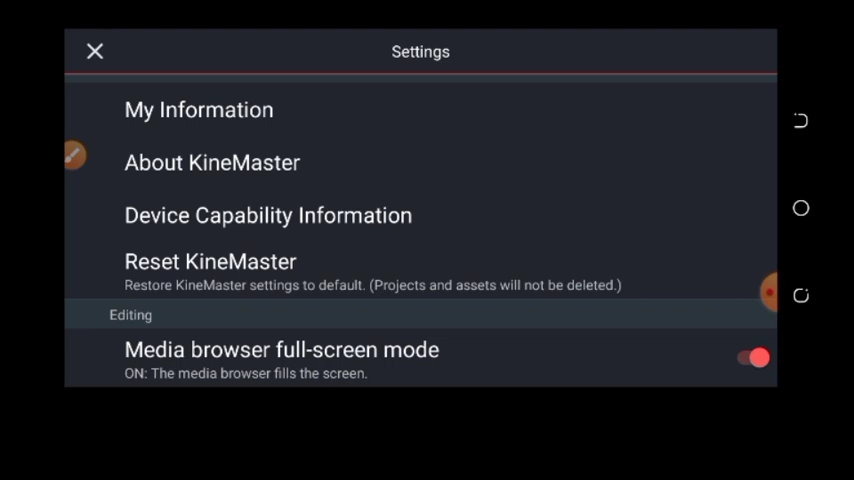 Settings
My Information
About KineMaster
Device Capability Information
Reset KineMaster
Restore KineMaster settings to default. (Projects and assets will not be deleted.)
Editing
Media browser full-screen mode
ON: The media browser fills the screen.